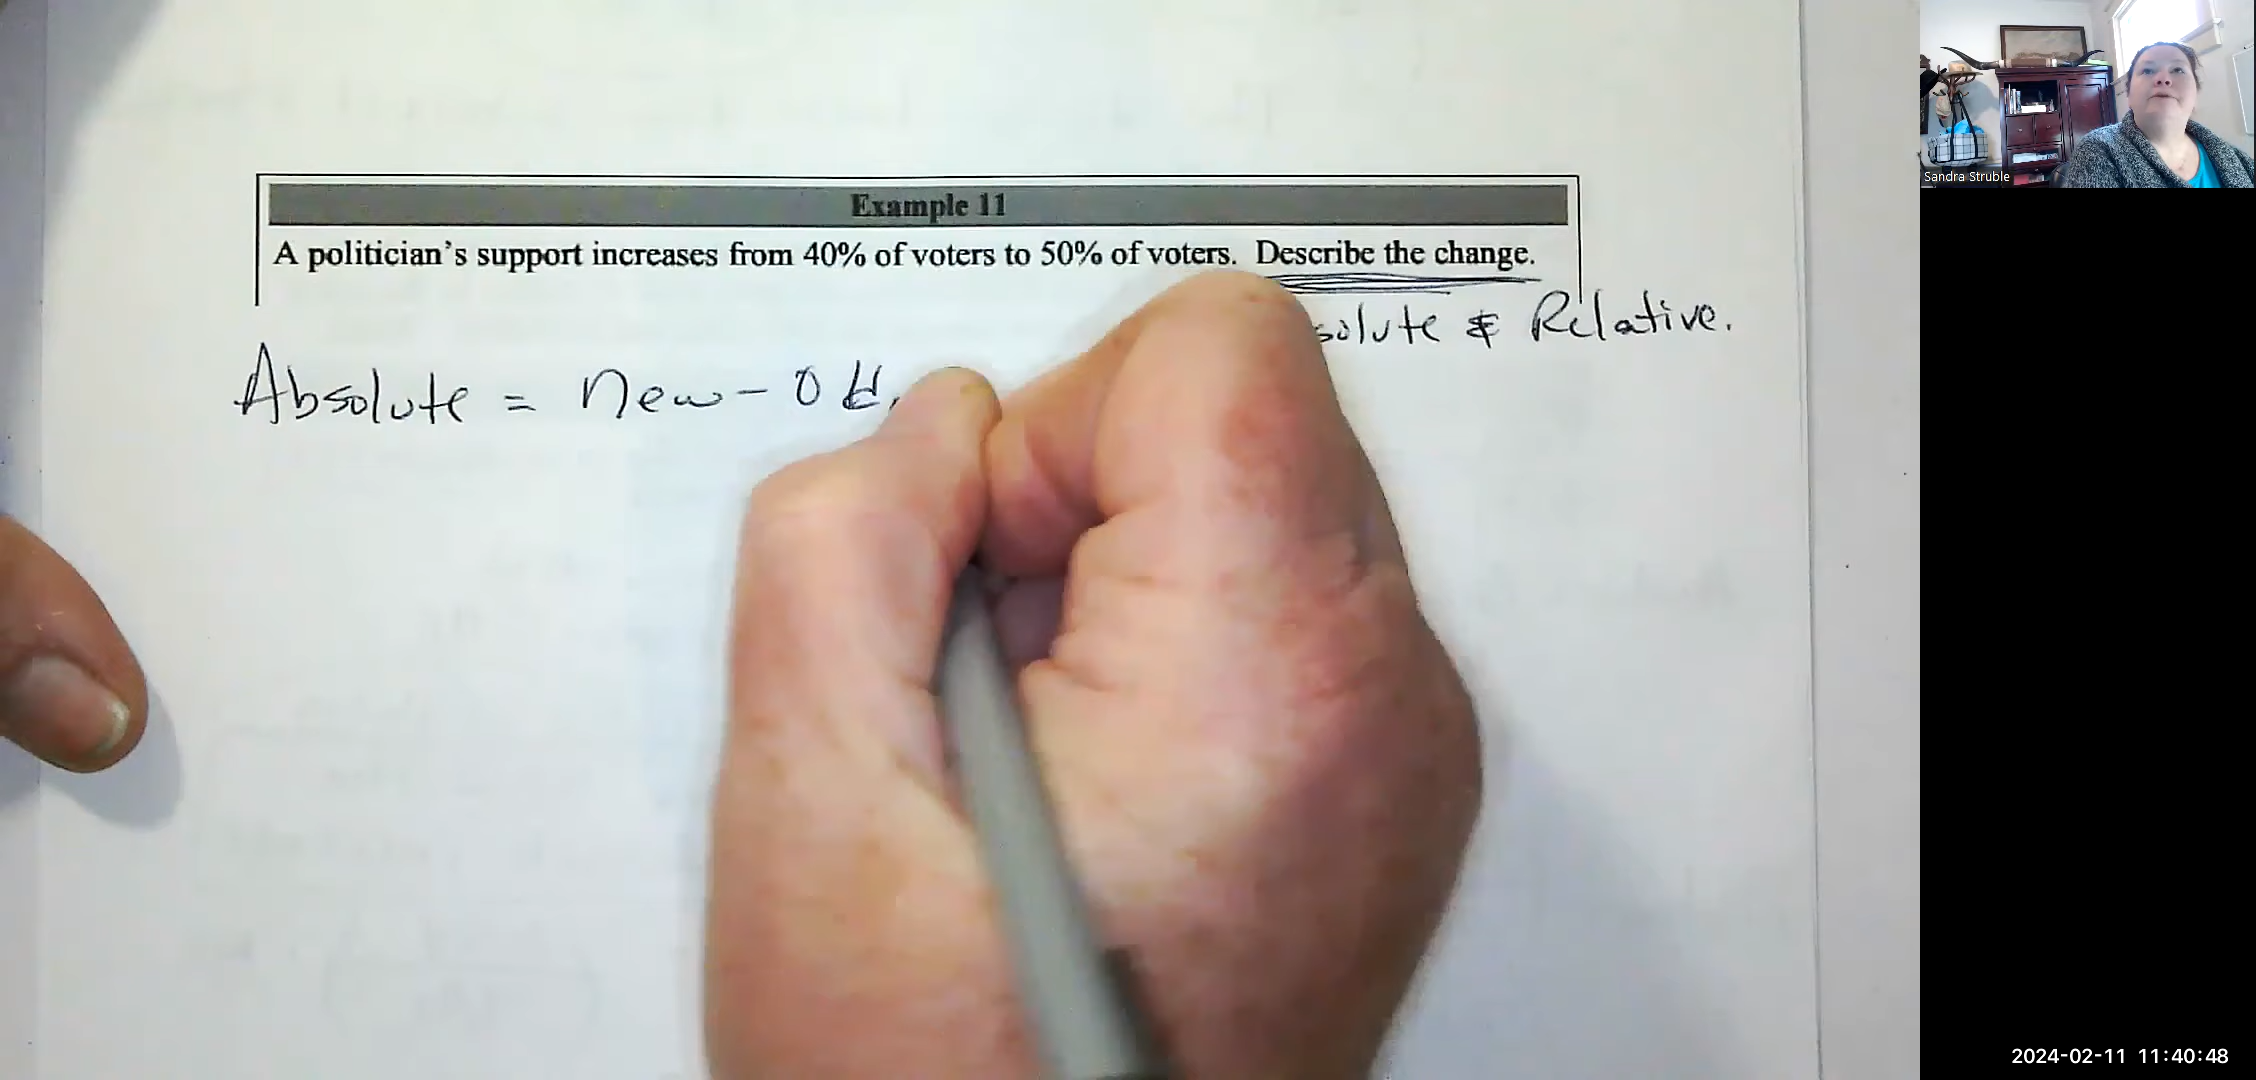 Example 11
A politician's support increases from 40% of voters to 50% of voters. Describe the change.
solute & Relative.
Absolute = New - Old.
Sandra Struble
2024-02-11 11:40:48